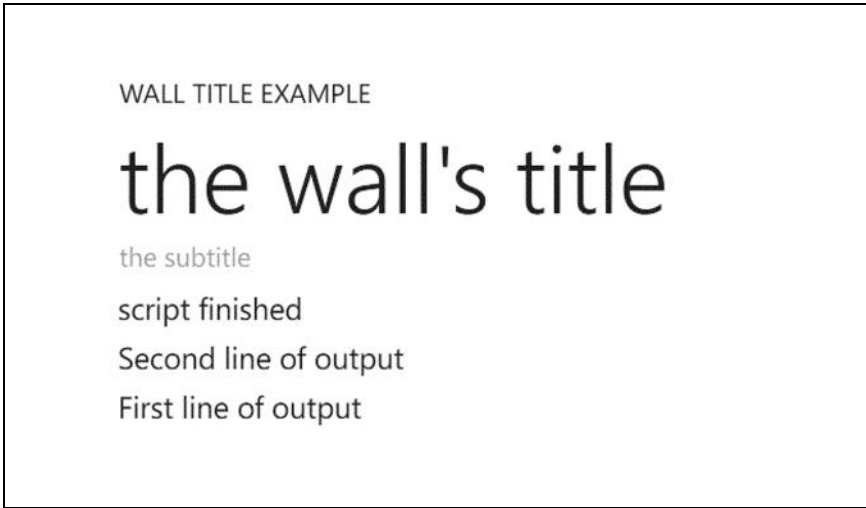 WALL TITLE EXAMPLE
the wall's title
the subtitle
script finished
Second line of output
First line of output